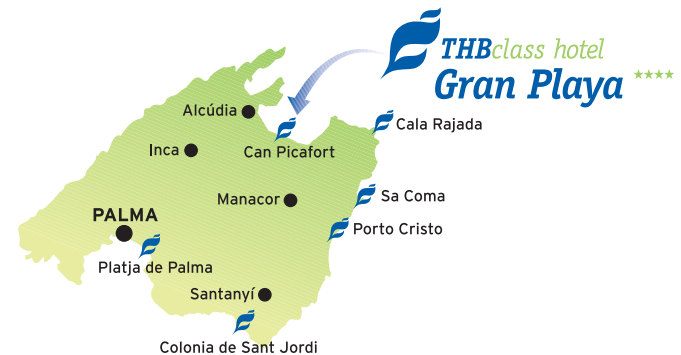 THBclass hotel
Gran Playa ★★★★
Alcúdia
Cala Rajada
Inca
Can Picafort
Manacor
Sa Coma
PALMA
Porto Cristo
Platja de Palma
Santanyí
Colonia de Sant Jordi